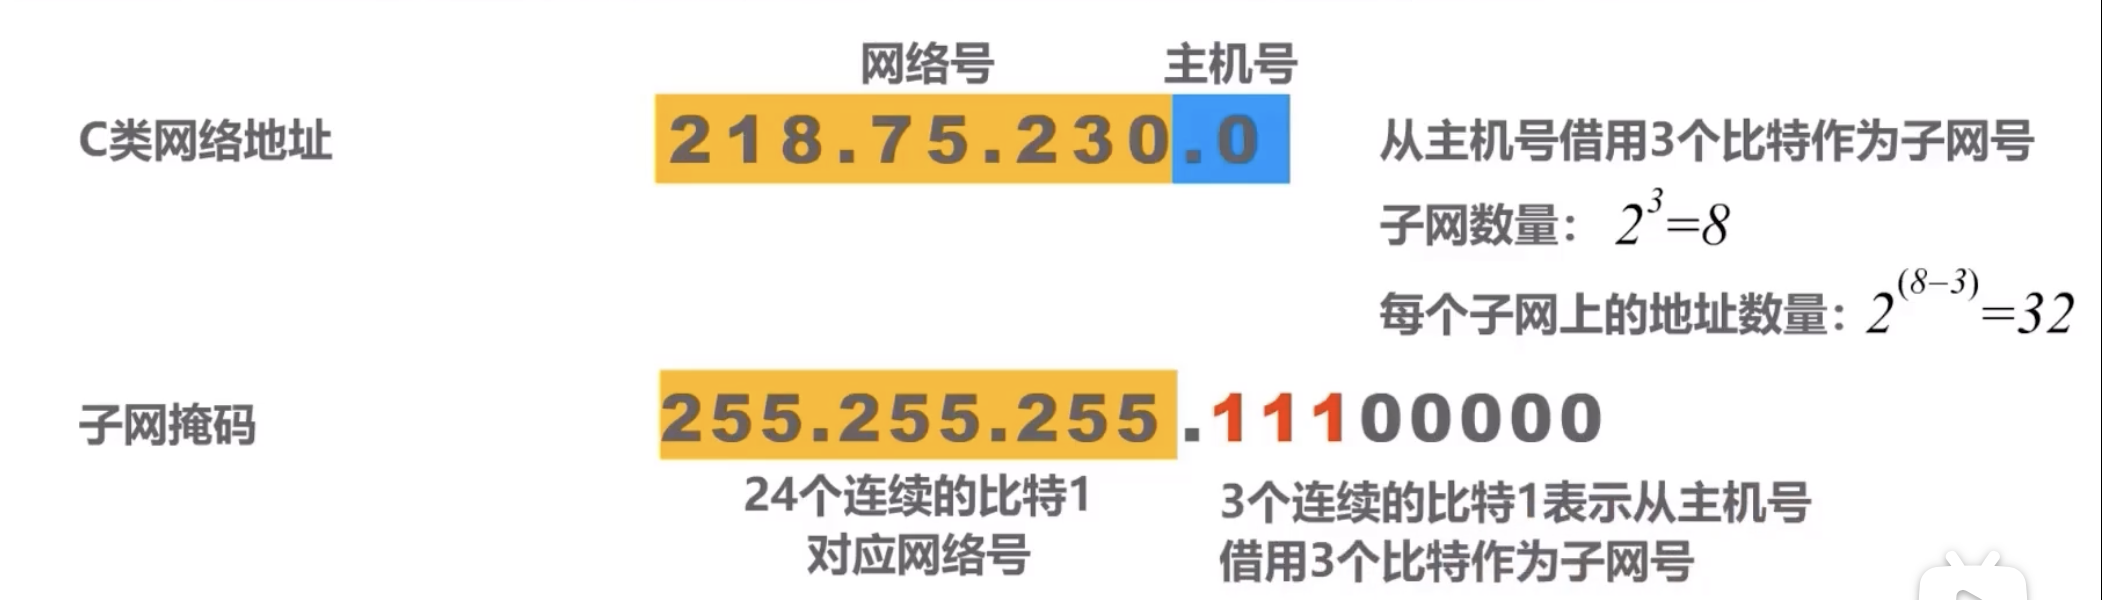 网络号 主机号
C类网络地址 218.75.230.0 从主机号借用3个比特作为子网号
子网数量： 2^3=8
每个子网上的地址数量：2^(8-3)=32
子网掩码 255.255.255.11100000
24个连续的比特1 3个连续的比特1表示从主机号
对应网络号 借用3个比特作为子网号